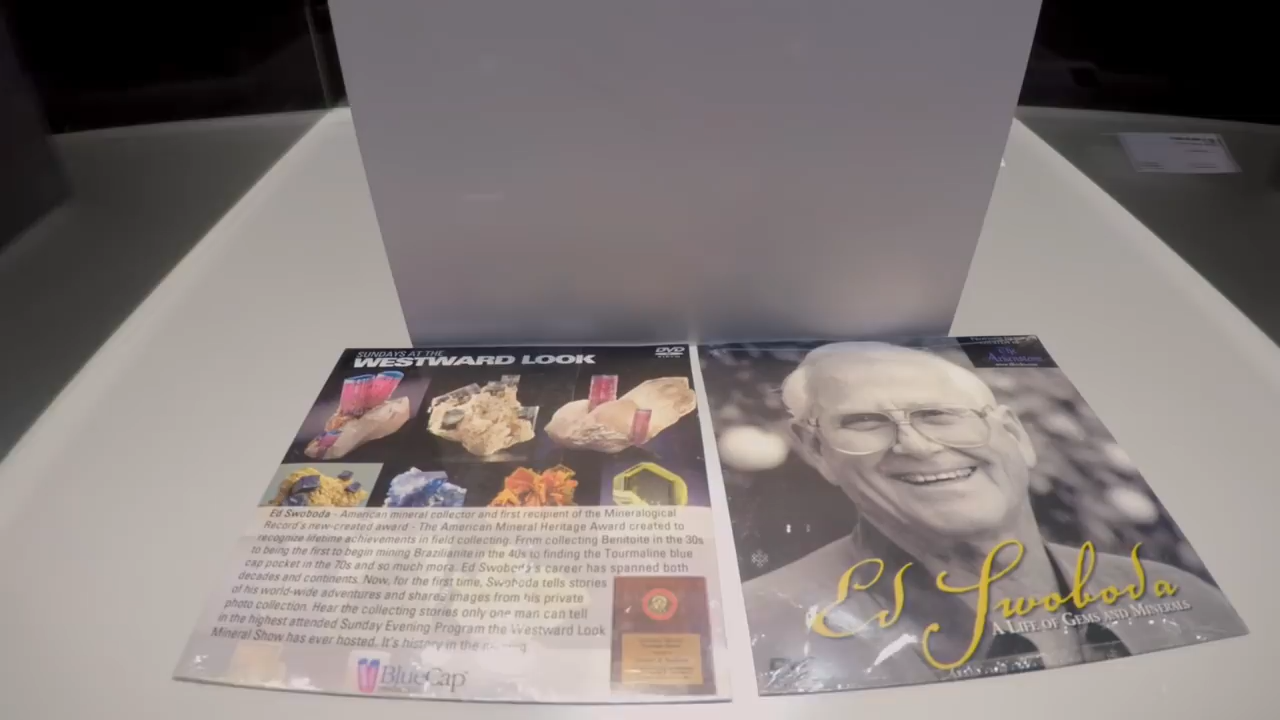 SUNDAYS AT THE
WESTWARD LOOK
DVD
VIDEO
Ed Swoboda - American mineral collector and first recipient of the Mineralogical
Record's new-created award - The American Mineral Heritage Award created to
recognize lifetime achievements in field collecting. From collecting Benitoite in the 30s
to being the first to begin mining Brazilianite in the 40s to finding the Tourmaline blue
cap pocket in the 70s and so much more. Ed Swoboda's career has spanned both
decades and continents. Now, for the first time, Swoboda tells stories
of his world-wide adventures and shares images from his private
photo collection. Hear the collecting stories only one man can tell
in the highest attended Sunday Evening Program the Westward Look
Mineral Show has ever hosted. It's history in the
BlueCap
The
Arkenstone
Ed Swoboda
A LIFE OF GEMS AND MINERALS